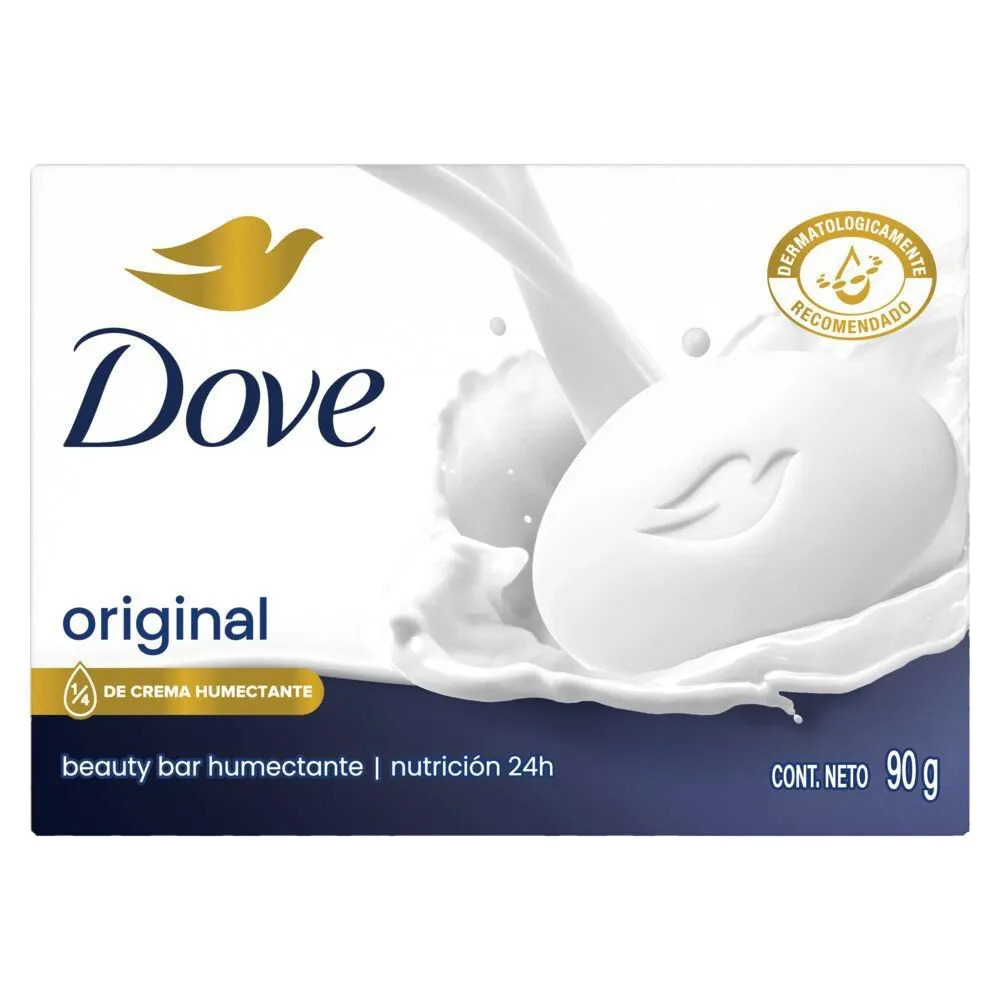 DERMATOLOGICAMENTE
RECOMENDADO
Dove
original
1/4 DE CREMA HUMECTANTE
beauty bar humectante | nutrición 24h
CONT. NETO 90 g